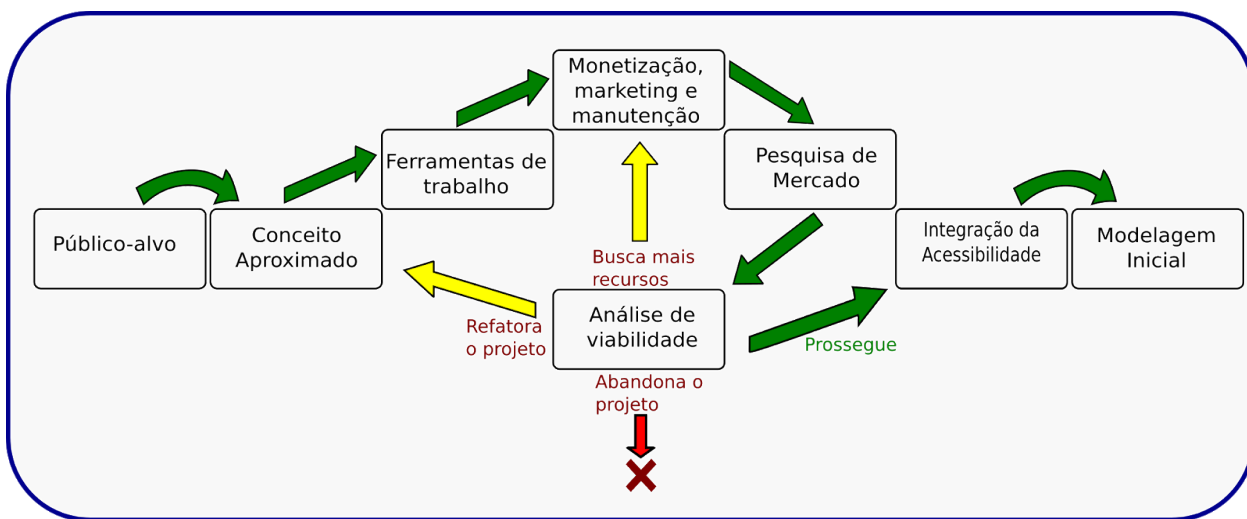 Público-alvo
Conceito
Aproximado
Ferramentas de
trabalho
Monetização,
marketing e
manutenção
Pesquisa de
Mercado
Busca mais
recursos
Análise de
viabilidade
Refatora
o projeto
Abandona o
projeto
Prossegue
Integração da
Acessibilidade
Modelagem
Inicial